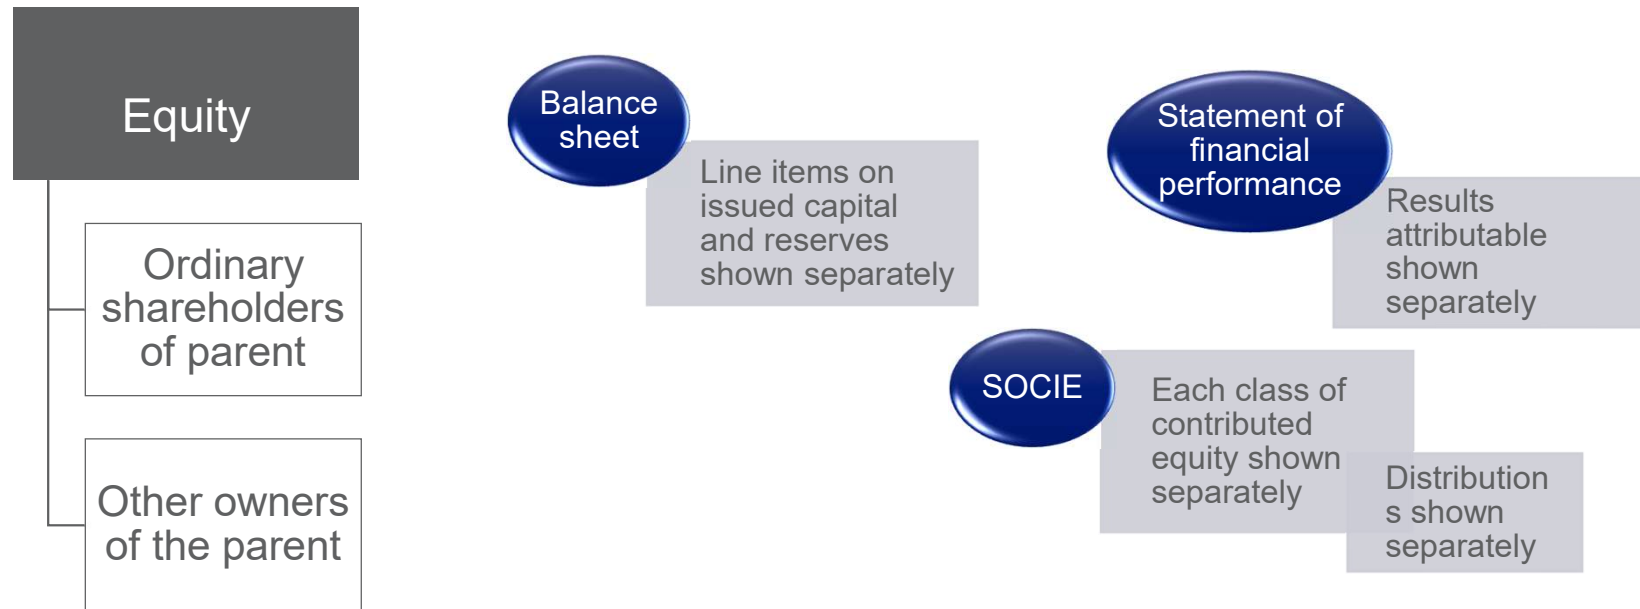 Equity
Ordinary
shareholders
of parent
Other owners
of the parent
Balance
sheet
Line items on
issued capital
and reserves
shown separately
Statement of
financial
performance
Results
attributable
shown
separately
SOCIE
Each class of
contributed
equity shown
separately
Distribution
s shown
separately